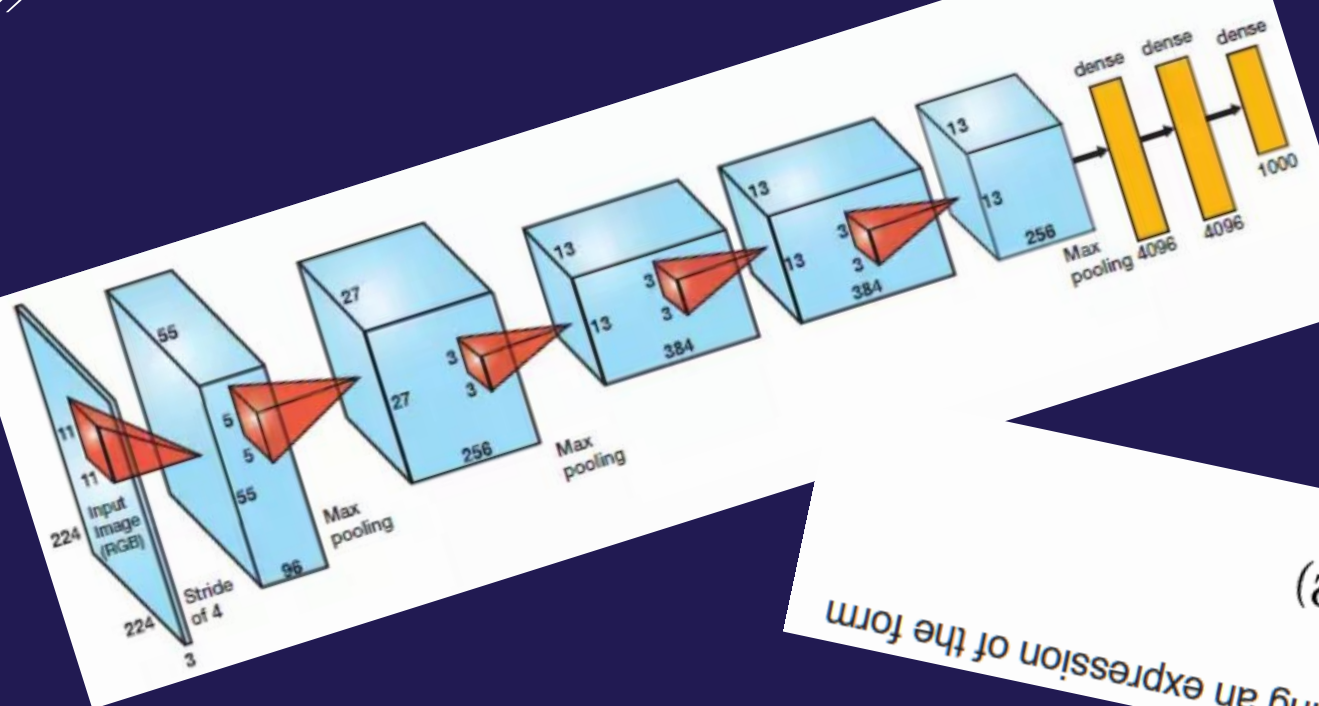 11
11
Input
Image
(RGB)
224
224
3
Stride
of 4
55
5
5
55
96
Max
pooling
27
3
3
27
256
Max
pooling
13
3
3
13
384
13
3
3
13
384
13
13
256
Max
pooling
dense
4096
dense
4096
dense
1000
an expression of the form